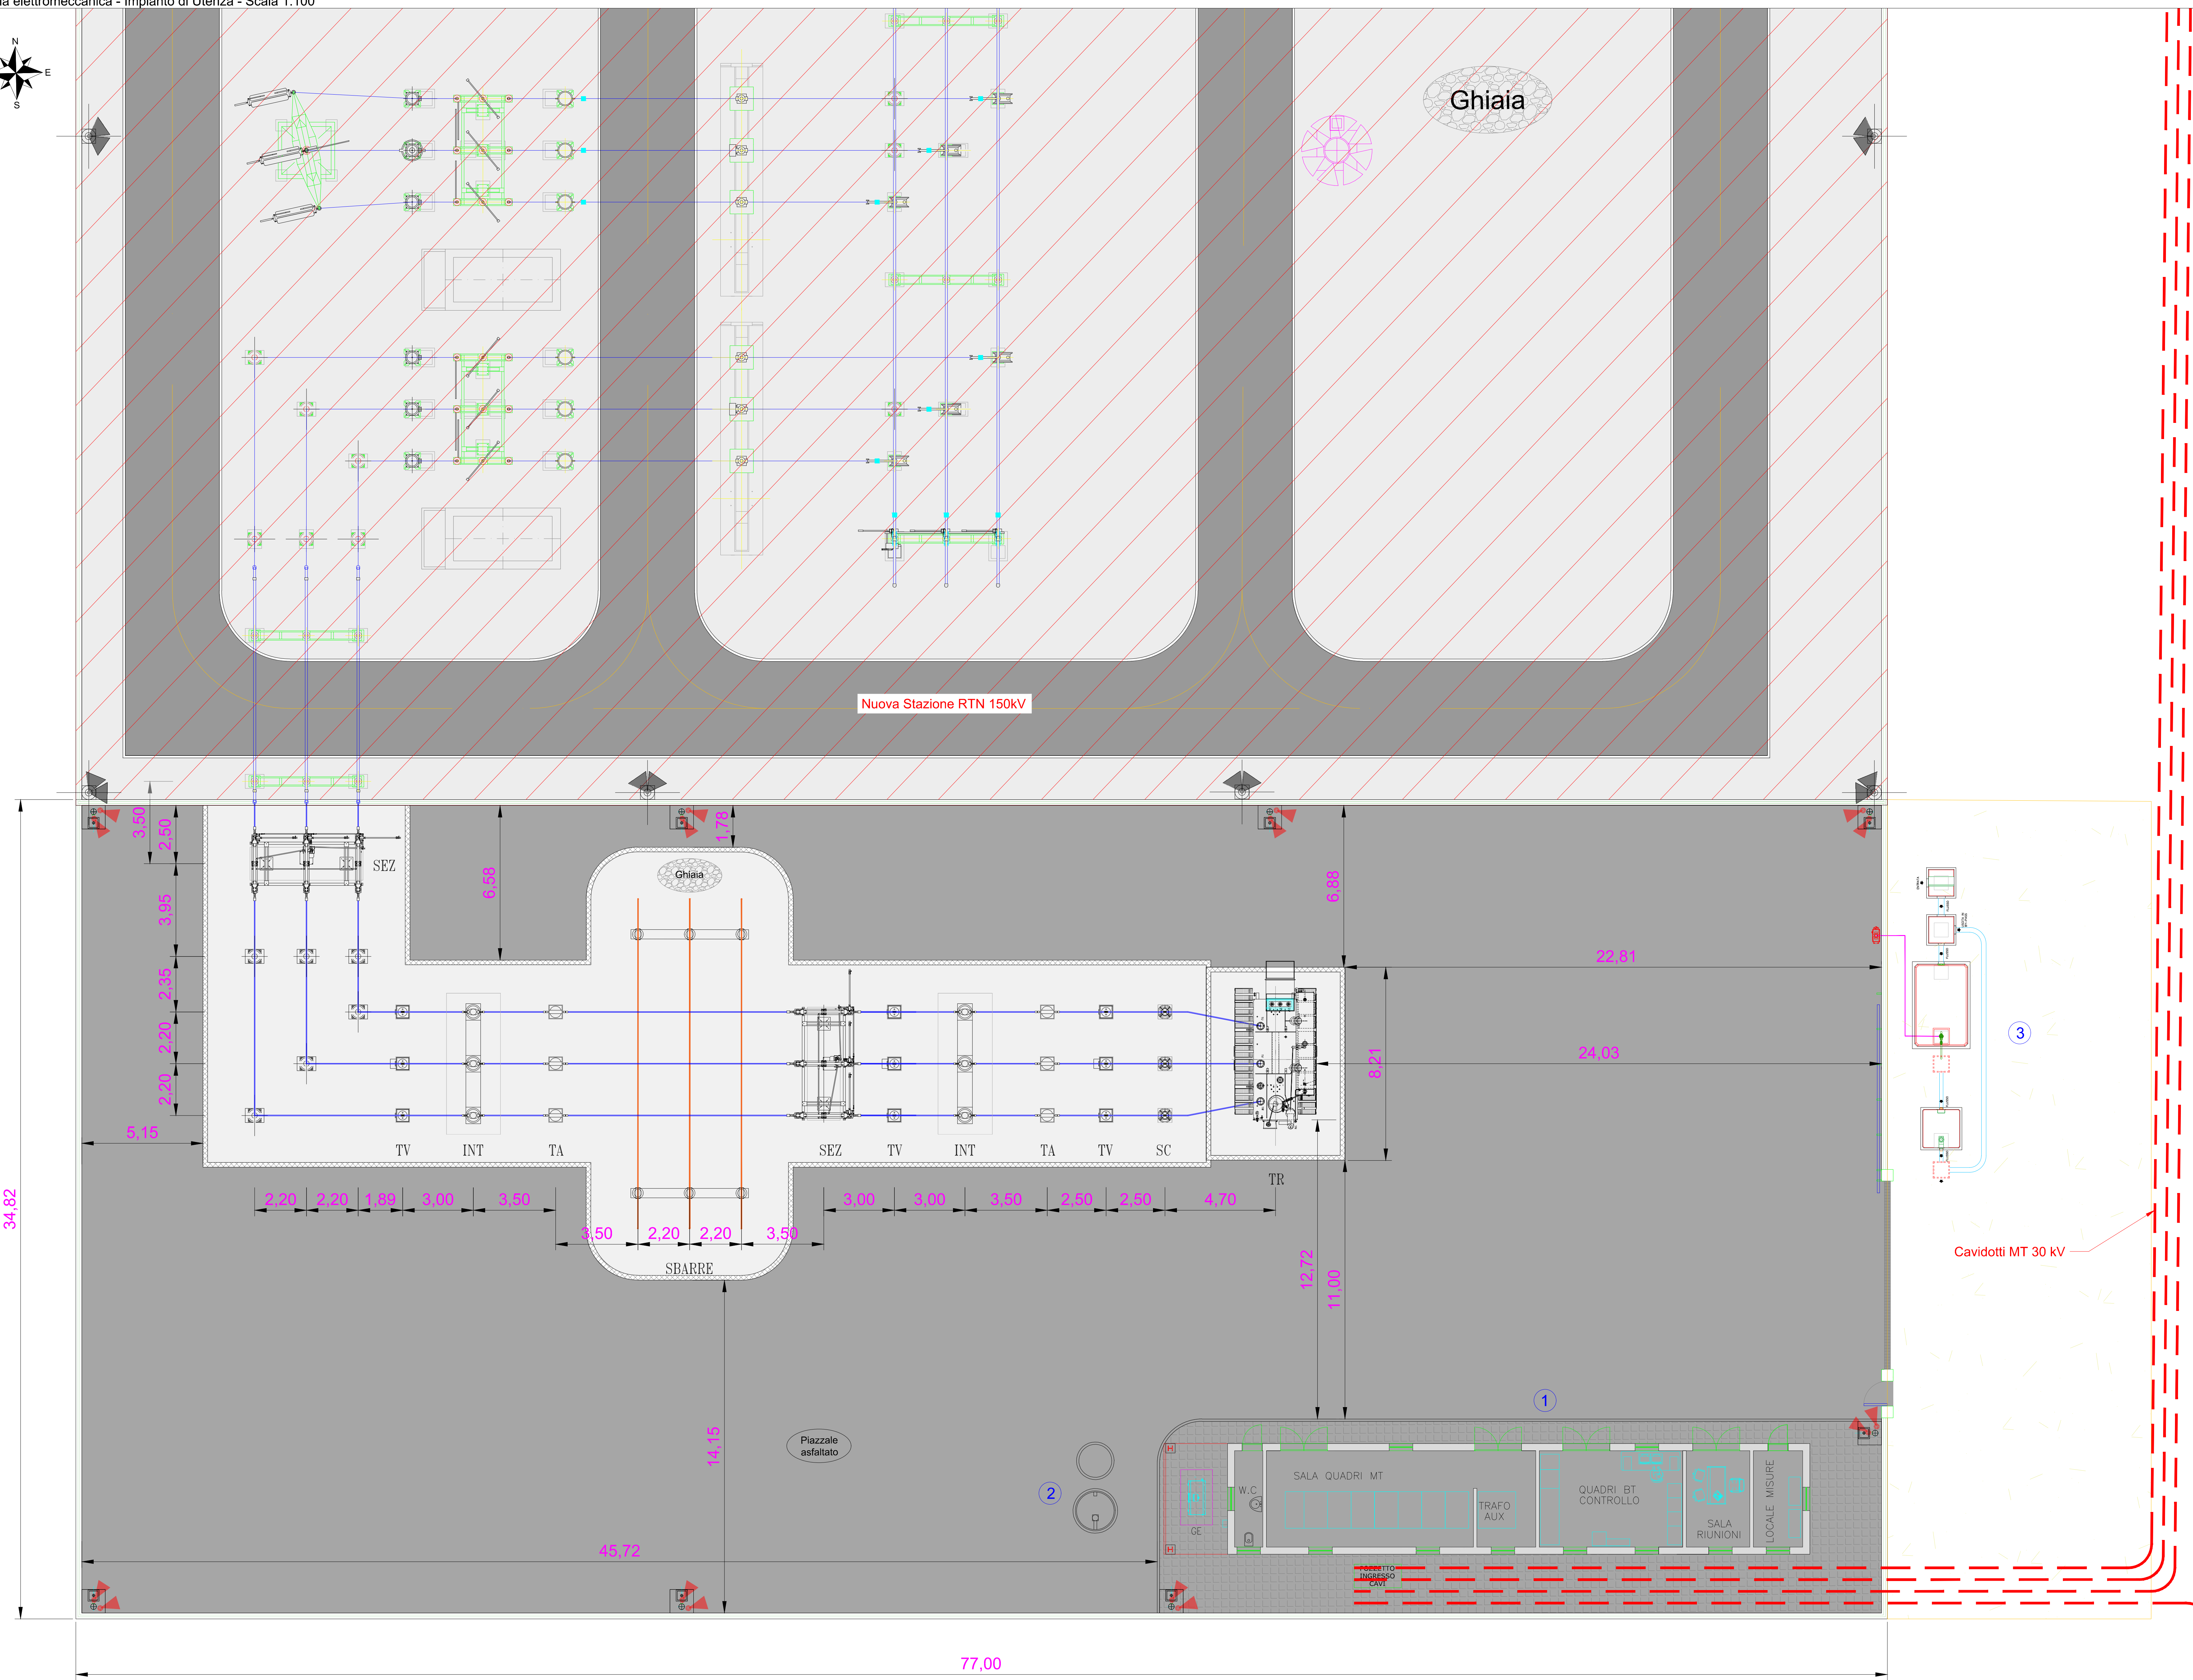 elettromeccanica - Impianto di Utenza - Scala 1:100
N
E
S
Ghiaia
Nuova Stazione RTN 150kV
3,50
2,50
1,78
SEZ
Ghiaia
6,58
6,88
3,95
22,81
2,35
2,20
24,03
3
8,21
2,20
5,15
TV
INT
TA
SEZ
TV
INT
TA
TV
SC
TR
34,82
2,20
2,20
1,89
3,00
3,50
3,00
3,00
3,50
2,50
2,50
4,70
3,50
2,20
2,20
3,50
Cavidotti MT 30 kV
SBARRE
12,72
11,00
1
14,15
Piazzale
asfaltato
2
W.C
SALA QUADRI MT
TRAFO
AUX
QUADRI BT
CONTROLLO
SALA
RIUNIONI
LOCALE MISURE
GE
45,72
POZZETTO
INGRESSO
CAVI
77,00